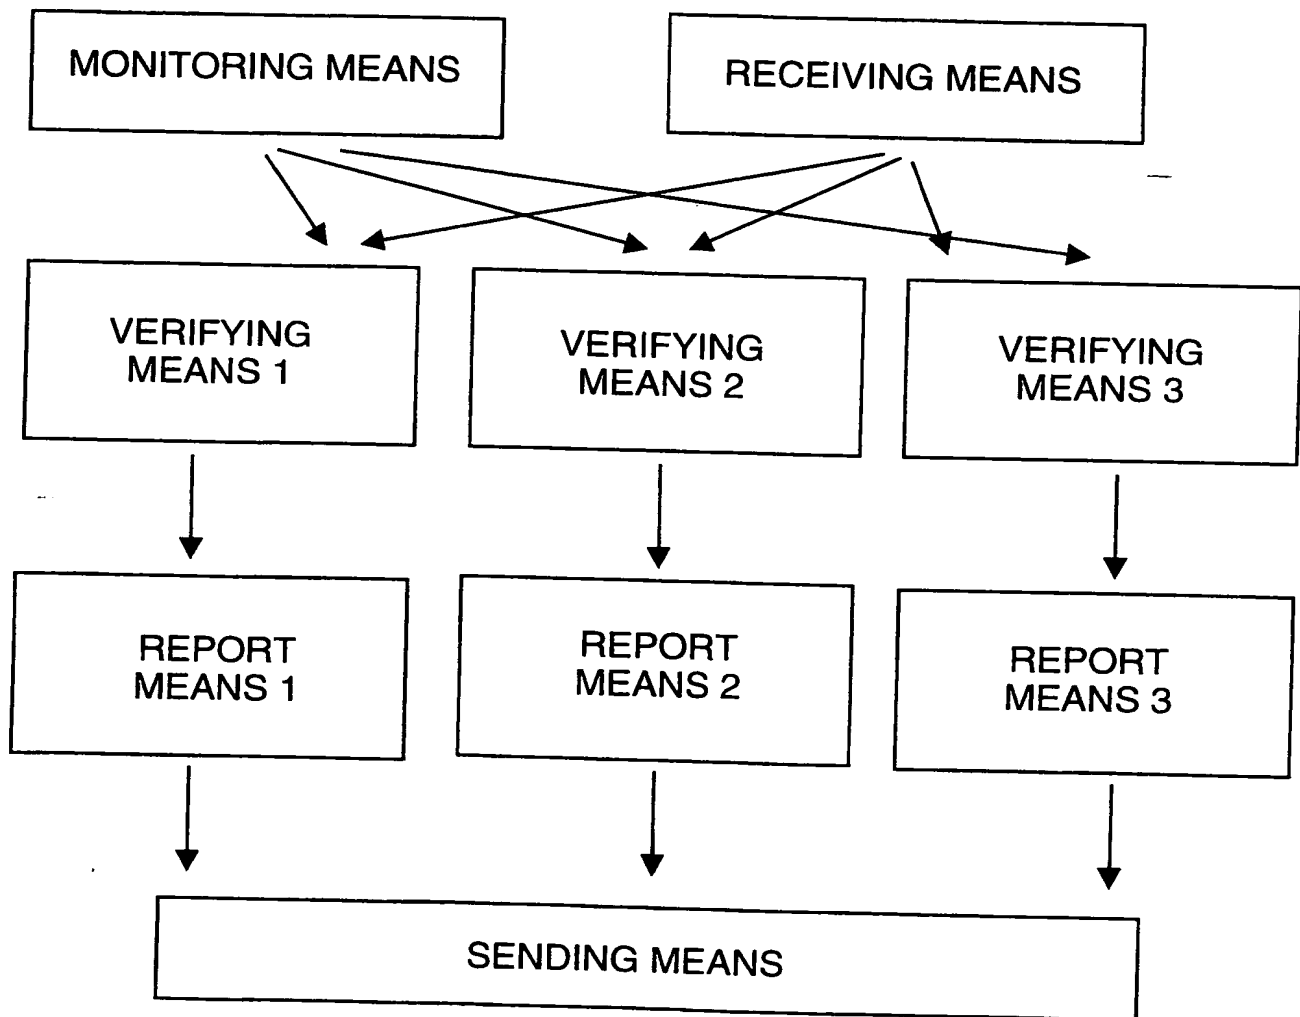 MONITORING MEANS
RECEIVING MEANS
VERIFYING
MEANS 1
VERIFYING
MEANS 2
VERIFYING
MEANS 3
REPORT
MEANS 1
REPORT
MEANS 2
REPORT
MEANS 3
SENDING MEANS